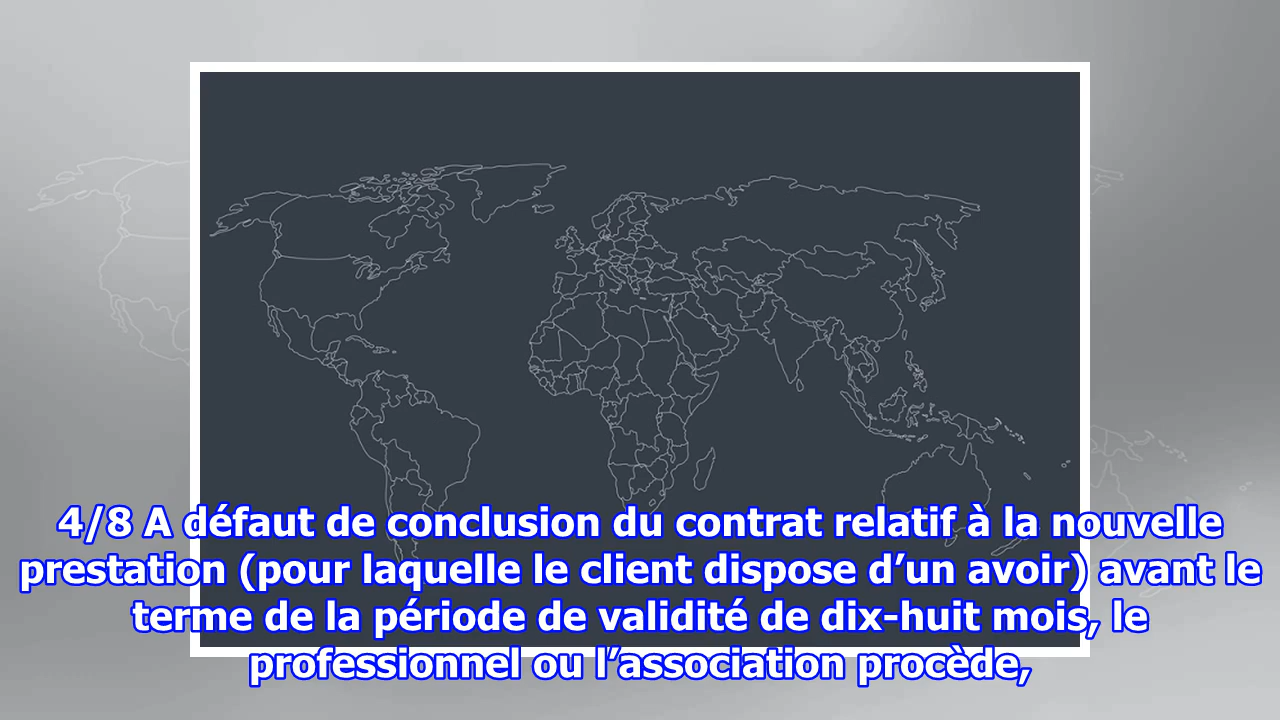 4/8 A défaut de conclusion du contrat relatif à la nouvelle
prestation (pour laquelle le client dispose d’un avoir) avant le
terme de la période de validité de dix-huit mois, le
professionnel ou l’association procède,